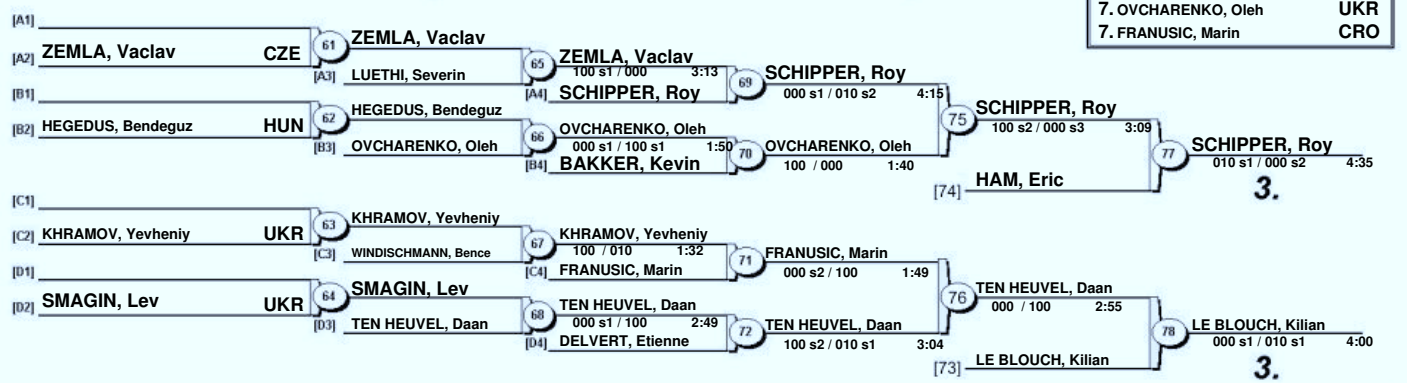 7. OVCHARENKO, Oleh UKR
7. FRANUSIC, Marin CRO
[A1]
[A2] ZEMLA, Vaclav CZE
61 ZEMLA, Vaclav
[A3] LUETHI, Severin
65 ZEMLA, Vaclav
100 s1 / 000 3:13
[A4] SCHIPPER, Roy
69 SCHIPPER, Roy
000 s1 / 010 s2 4:15
[B1]
[B2] HEGEDUS, Bendeguz HUN
62 HEGEDUS, Bendeguz
[B3] OVCHARENKO, Oleh
66 OVCHARENKO, Oleh
000 s1 / 100 s1 1:50
[B4] BAKKER, Kevin
70 OVCHARENKO, Oleh
100 / 000 1:40
75 SCHIPPER, Roy
100 s2 / 000 s3 3:09
[74] HAM, Eric
77 SCHIPPER, Roy
010 s1 / 000 s2 4:35
3.
[C1]
[C2] KHRAMOV, Yevheniy UKR
63 KHRAMOV, Yevheniy
[C3] WINDISCHMANN, Bence
67 KHRAMOV, Yevheniy
100 / 010 1:32
[C4] FRANUSIC, Marin
71 FRANUSIC, Marin
000 s2 / 100 1:49
[D1]
[D2] SMAGIN, Lev UKR
64 SMAGIN, Lev
[D3] TEN HEUVEL, Daan
68 TEN HEUVEL, Daan
000 s1 / 100 2:49
[D4] DELVERT, Etienne
72 TEN HEUVEL, Daan
100 s2 / 010 s1 3:04
76 TEN HEUVEL, Daan
000 / 100 2:55
[73] LE BLOUCH, Kilian
78 LE BLOUCH, Kilian
000 s1 / 010 s1 4:00
3.